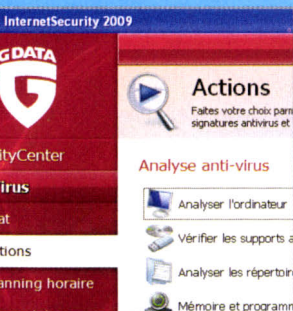 InternetSecurity 2009
G DATA
Actions
Faites votre choix parm
signatures antivirus et
ityCenter
Analyse anti-virus
irus
Analyser l'ordinateur
at
Vérifier les supports a
tions
Analyser les répertoire
anning horaire
Mémoire et programm